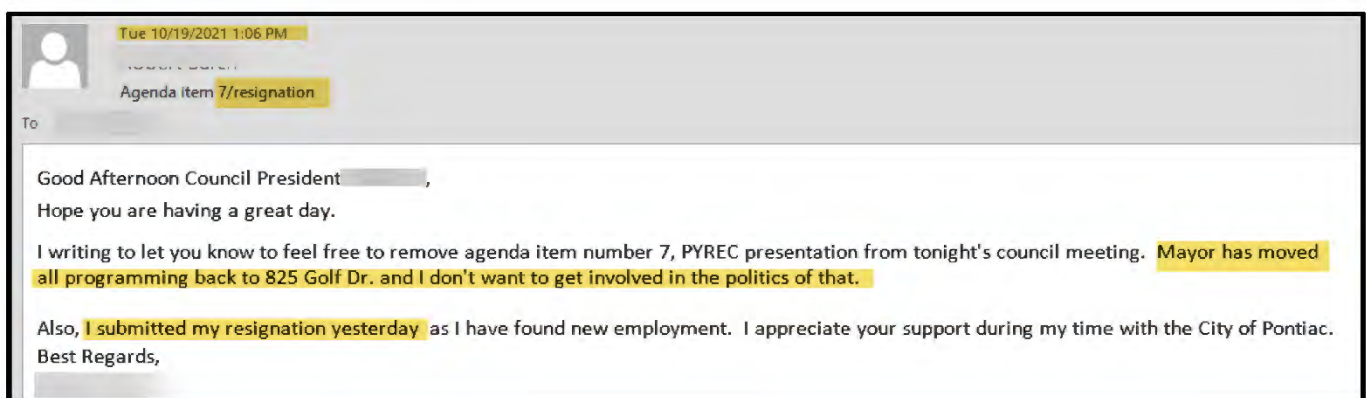 Tue 10/19/2021 1:06 PM
Agenda item 7/resignation
To
Good Afternoon Council President ,
Hope you are having a great day.
I writing to let you know to feel free to remove agenda item number 7, PYREC presentation from tonight's council meeting. Mayor has moved
all programming back to 825 Golf Dr. and I don't want to get involved in the politics of that.
Also, I submitted my resignation yesterday as I have found new employment. I appreciate your support during my time with the City of Pontiac.
Best Regards,